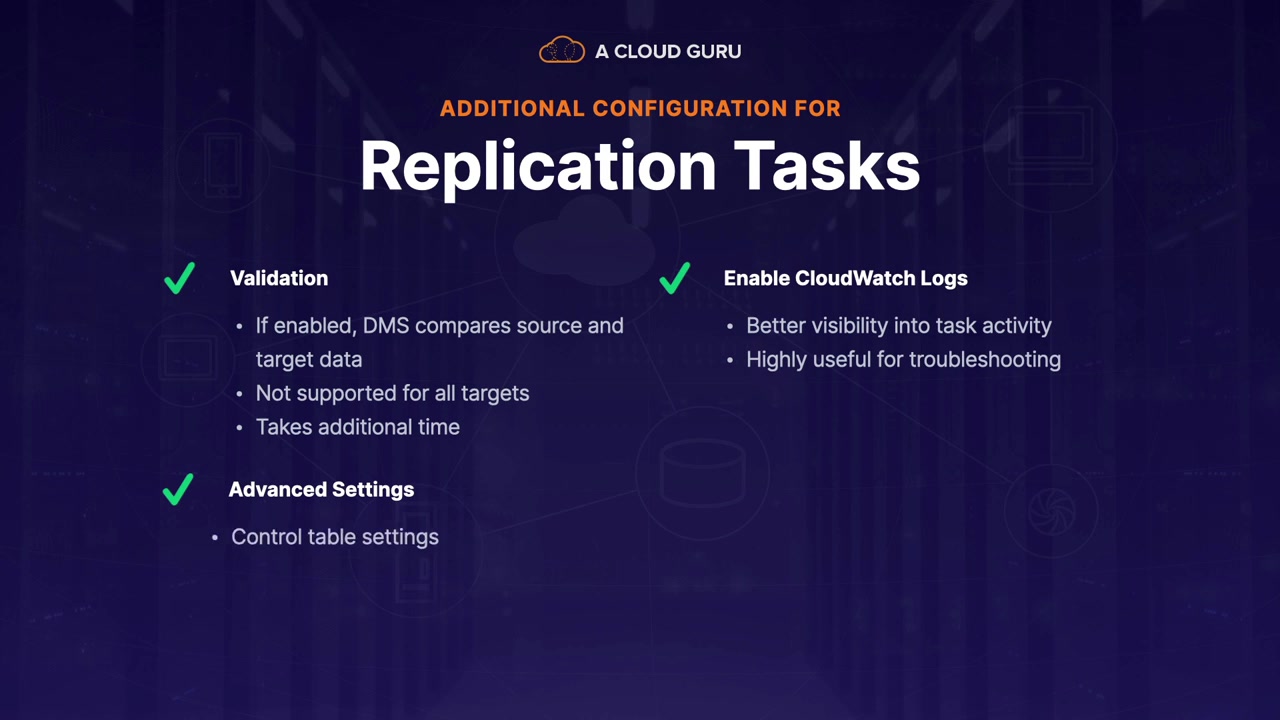 A CLOUD GURU
ADDITIONAL CONFIGURATION FOR
Replication Tasks
Validation
• If enabled, DMS compares source and
target data
• Not supported for all targets
• Takes additional time
Advanced Settings
• Control table settings
Enable CloudWatch Logs
• Better visibility into task activity
• Highly useful for troubleshooting